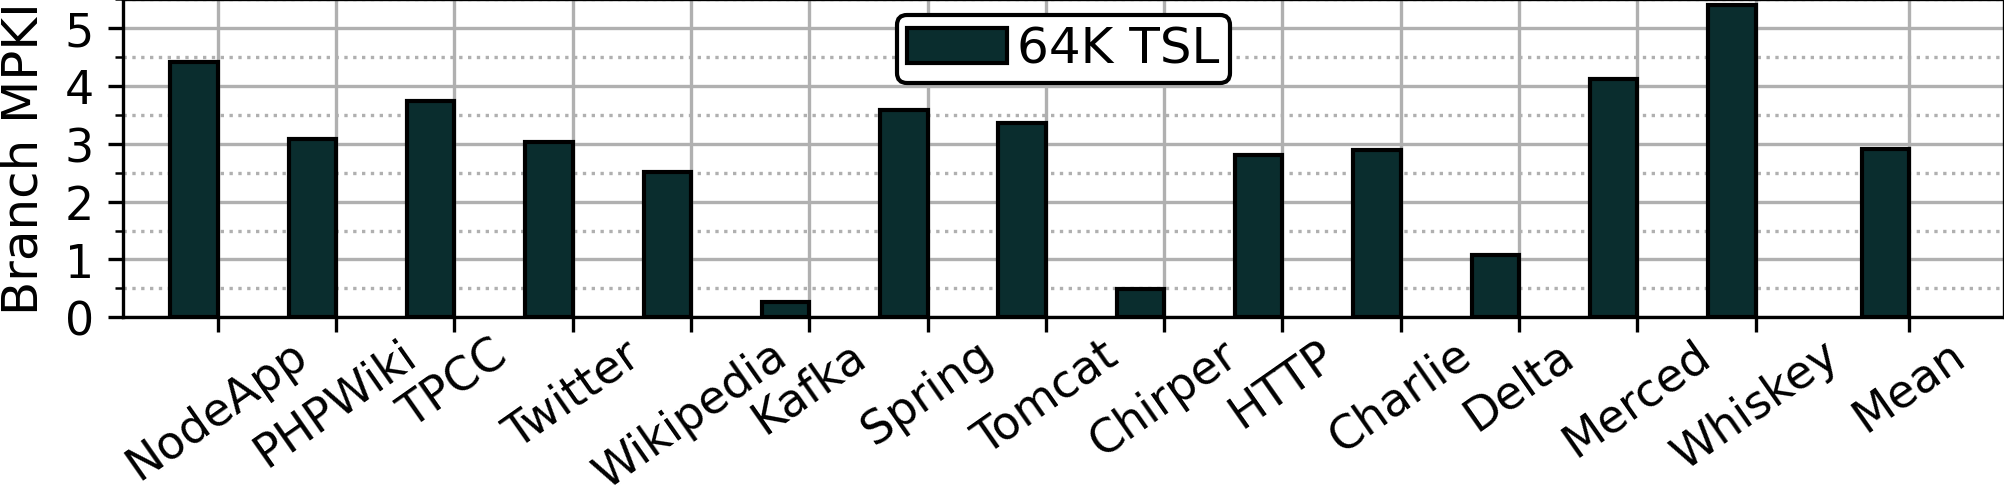 Branch MPKI
5
4
3
2
1
0
64K TSL
NodeApp
PHPWiki
TPCC
Twitter
Wikipedia
Kafka
Spring
Tomcat
Chirper
HTTP
Charlie
Delta
Merced
Whiskey
Mean